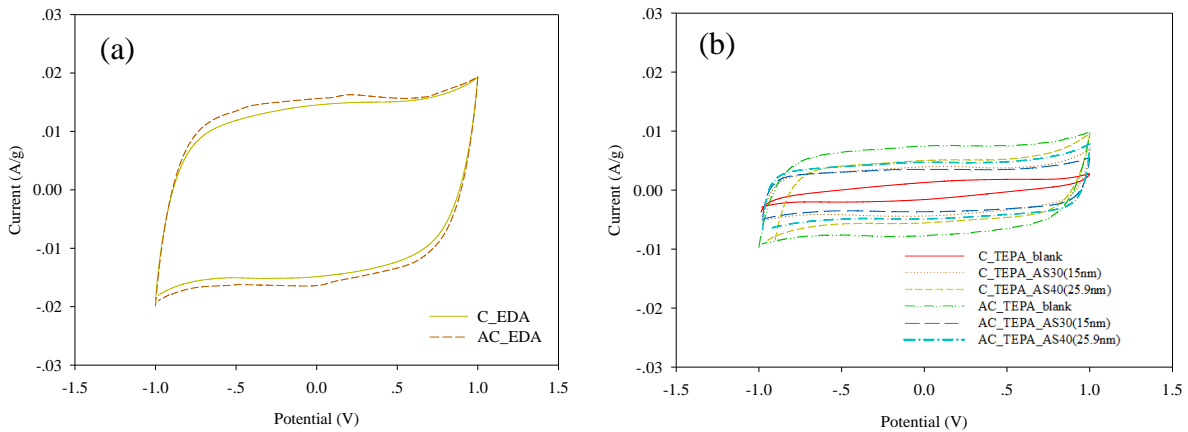 (a)
Current (A/g)
.03
.02
.01
0.00
-.01
-.02
-.03
C_EDA
AC_EDA
-1.5
-1.0
-.5
0.0
.5
1.0
1.5
Potential (V)
(b)
Current (A/g)
.03
.02
.01
0.00
-.01
-.02
-.03
C_TEPA_blank
C_TEPA_AS30(15nm)
C_TEPA_AS40(25.9nm)
AC_TEPA_blank
AC_TEPA_AS30(15nm)
AC_TEPA_AS40(25.9nm)
-1.5
-1.0
-.5
0.0
.5
1.0
1.5
Potential (V)